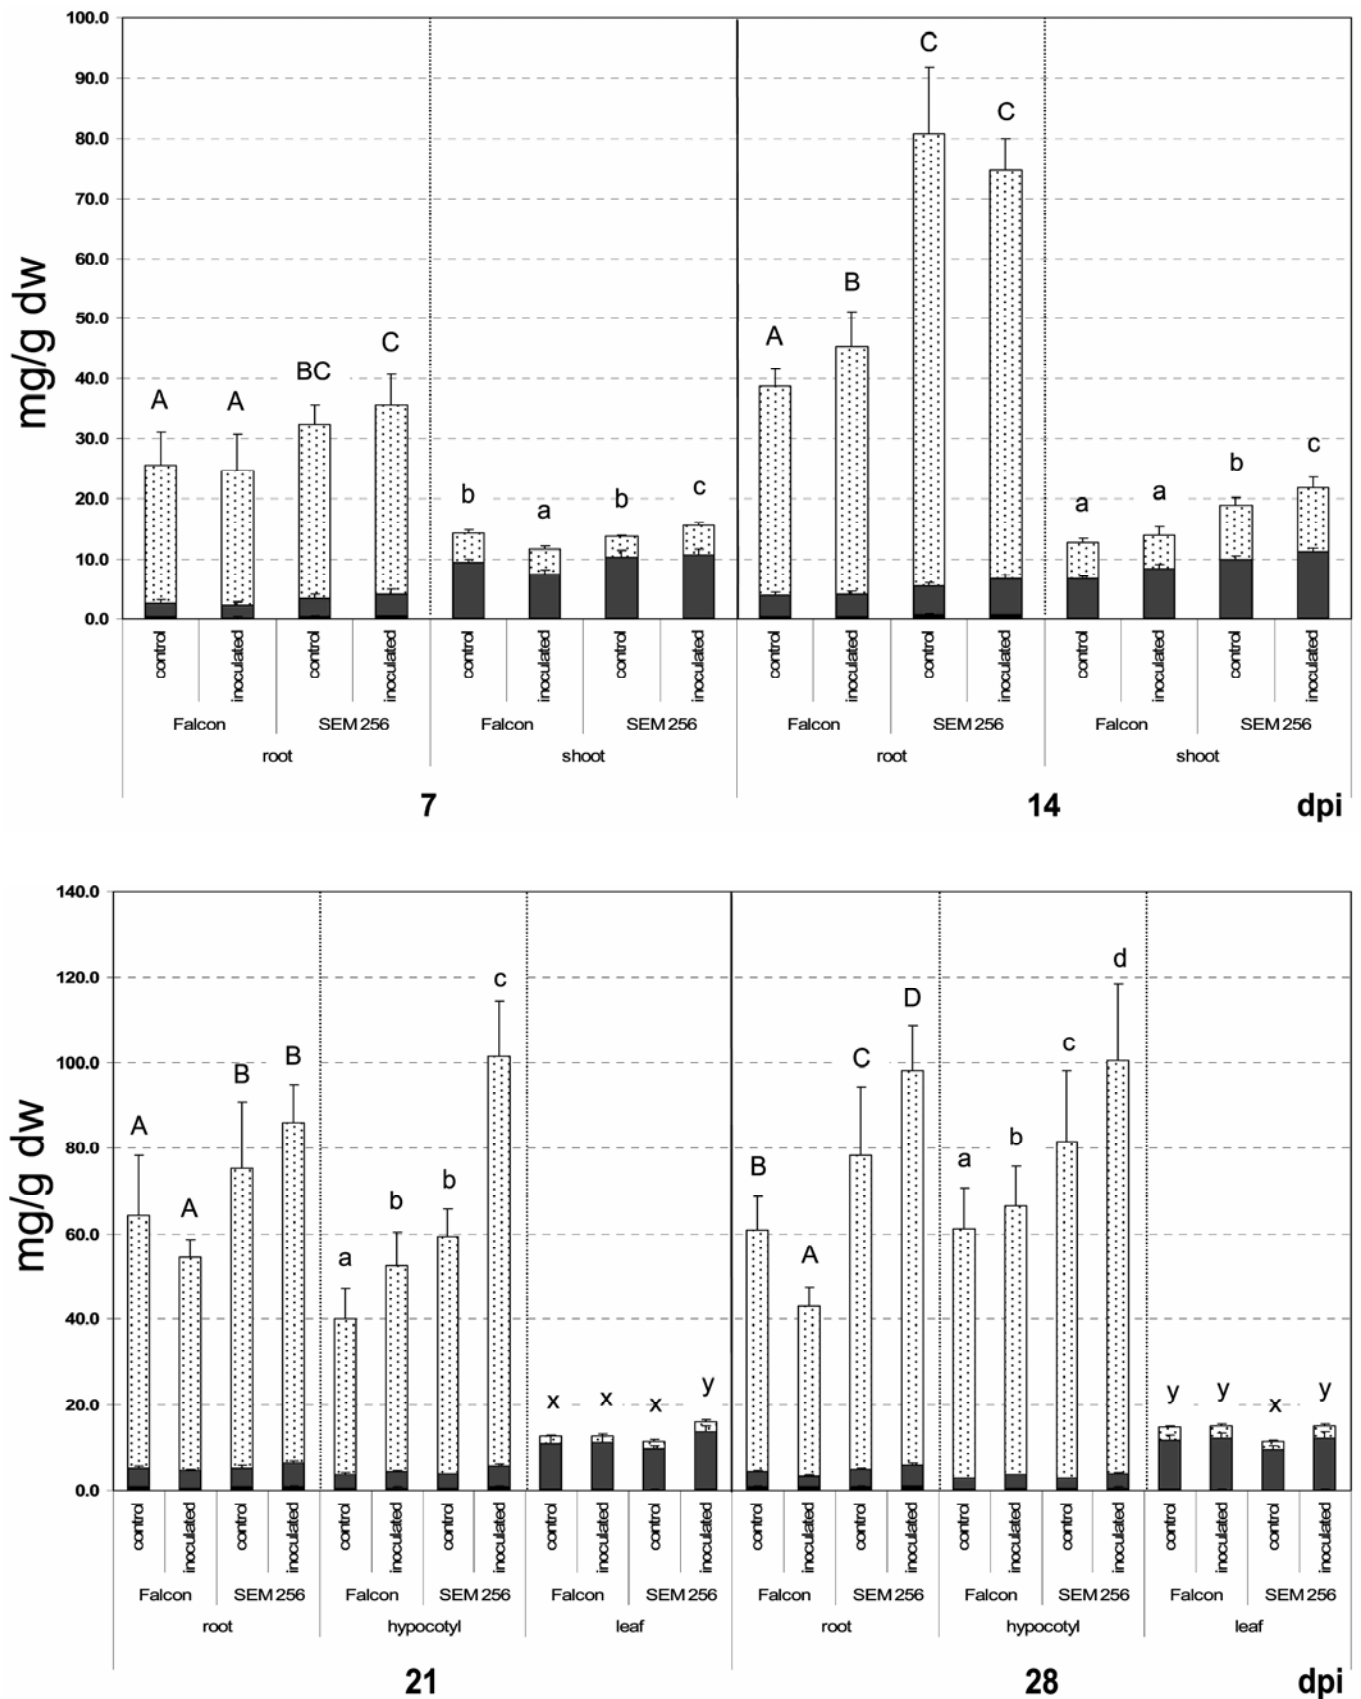 100.0
90.0
80.0
70.0
60.0
50.0
40.0
30.0
20.0
10.0
0.0
mg/g dw
A A BC C b a b c A B C C a a b c
control inoculated control inoculated control inoculated control inoculated control inoculated control inoculated control inoculated control inoculated
Falcon SEM 256 Falcon SEM 256 Falcon SEM 256 Falcon SEM 256
root shoot root shoot
7 14 dpi
140.0
120.0
100.0
80.0
60.0
40.0
20.0
0.0
mg/g dw
A A B B a b b c x x x y B A C D a b c d y y x y
control inoculated control inoculated control inoculated control inoculated control inoculated control inoculated control inoculated control inoculated control inoculated control inoculated control inoculated control inoculated
Falcon SEM 256 Falcon SEM 256 Falcon SEM 256 Falcon SEM 256 Falcon SEM 256 Falcon SEM 256
root hypocotyl leaf root hypocotyl leaf
21 28 dpi